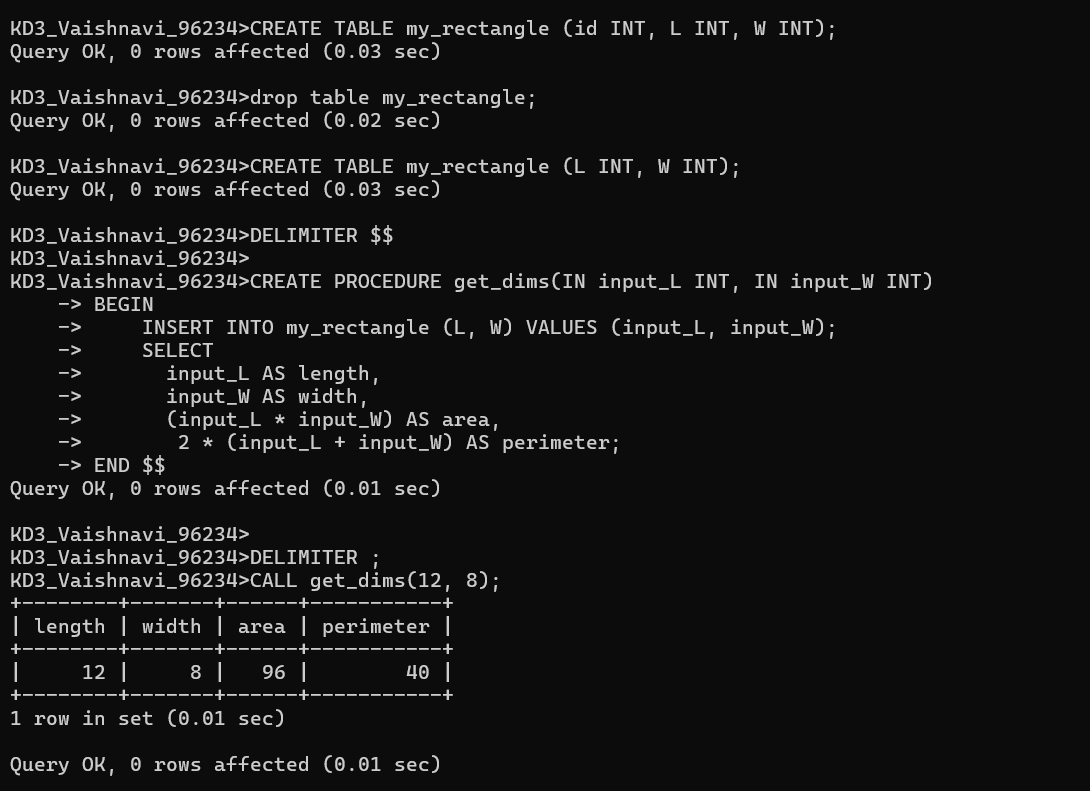 KD3_Vaishnavi_96234>CREATE TABLE my_rectangle (id INT, L INT, W INT);
Query OK, 0 rows affected (0.03 sec)

KD3_Vaishnavi_96234>drop table my_rectangle;
Query OK, 0 rows affected (0.02 sec)

KD3_Vaishnavi_96234>CREATE TABLE my_rectangle (L INT, W INT);
Query OK, 0 rows affected (0.03 sec)

KD3_Vaishnavi_96234>DELIMITER $$
KD3_Vaishnavi_96234>
KD3_Vaishnavi_96234>CREATE PROCEDURE get_dims(IN input_L INT, IN input_W INT)
    -> BEGIN
    ->     INSERT INTO my_rectangle (L, W) VALUES (input_L, input_W);
    ->     SELECT
    ->       input_L AS length,
    ->       input_W AS width,
    ->       (input_L * input_W) AS area,
    ->        2 * (input_L + input_W) AS perimeter;
    -> END $$
Query OK, 0 rows affected (0.01 sec)

KD3_Vaishnavi_96234>
KD3_Vaishnavi_96234>DELIMITER ;
KD3_Vaishnavi_96234>CALL get_dims(12, 8);
+--------+-------+------+-----------+
| length | width | area | perimeter |
+--------+-------+------+-----------+
|     12 |     8 |   96 |        40 |
+--------+-------+------+-----------+
1 row in set (0.01 sec)

Query OK, 0 rows affected (0.01 sec)